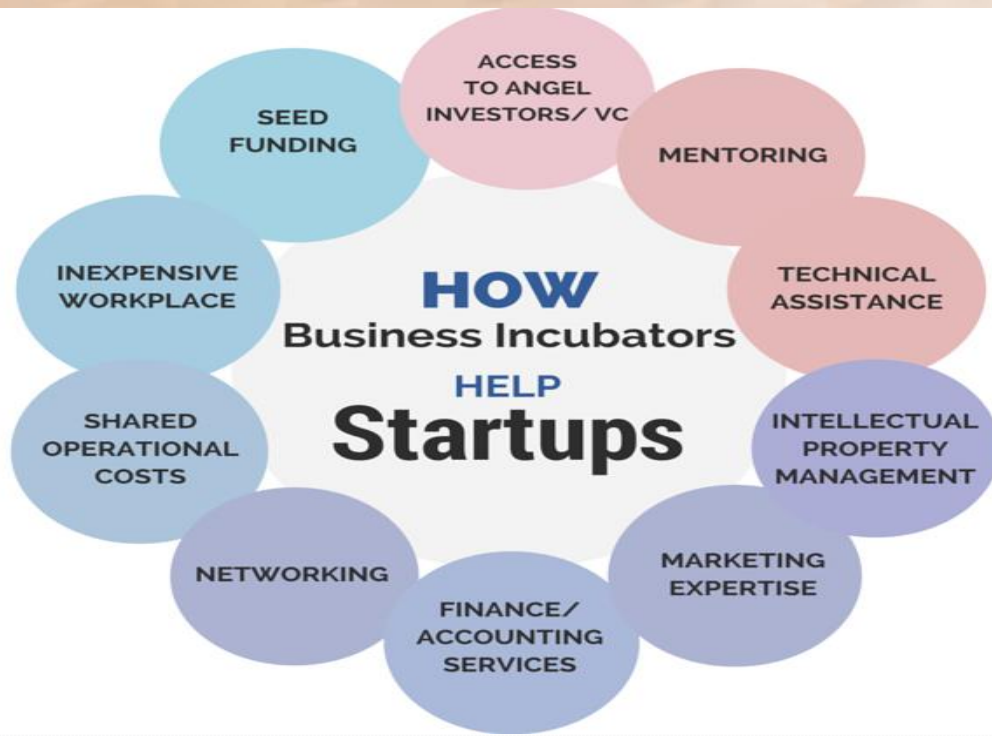 HOW
Business Incubators
HELP
Startups
ACCESS
TO ANGEL
INVESTORS/ VC
MENTORING
TECHNICAL
ASSISTANCE
INTELLECTUAL
PROPERTY
MANAGEMENT
MARKETING
EXPERTISE
FINANCE/
ACCOUNTING
SERVICES
NETWORKING
SHARED
OPERATIONAL
COSTS
INEXPENSIVE
WORKPLACE
SEED
FUNDING